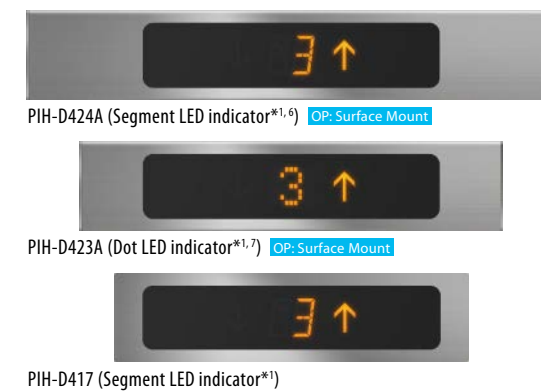 3 ↑
PIH-D424A (Segment LED indicator*1, 6) OP: Surface Mount
3 ↑
PIH-D423A (Dot LED indicator*1, 7) OP: Surface Mount
3 ↑
PIH-D417 (Segment LED indicator*1)